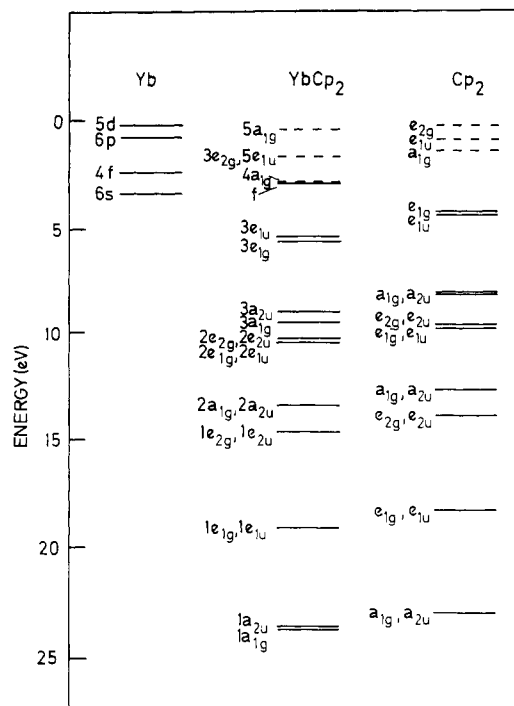 Yb YbCp₂ Cp₂
ENERGY (eV)
0
5
10
15
20
25
5d
6p
4f
6s
5a₁g
3e₂g, 5e₁u
4a₁g
f
3e₁u
3e₁g
3a₂u
3a₁g
2e₂g, 2e₂u
2e₁g, 2e₁u
2a₁g, 2a₂u
1e₂g, 1e₂u
1e₁g, 1e₁u
1a₂u
1a₁g
e₂g
e₁u
a₁g
e₁g
e₁u
a₁g, a₂u
e₂g, e₂u
e₁g, e₁u
a₁g, a₂u
e₂g, e₂u
e₁g, e₁u
a₁g, a₂u